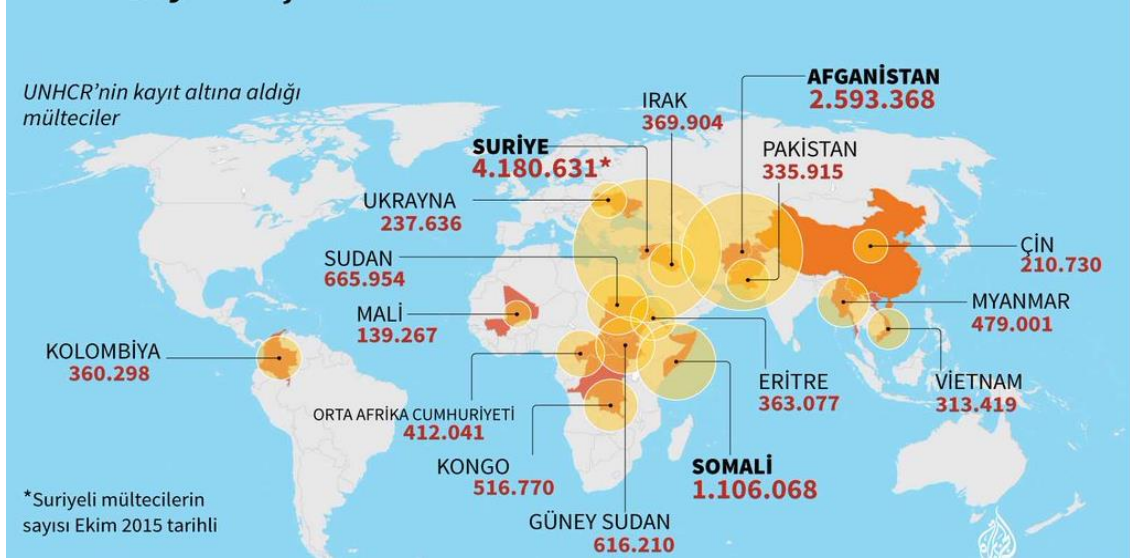 UNHCR’nin kayıt altına aldığı
mülteciler
AFGANİSTAN
2.593.368
IRAK
369.904
SURİYE
4.180.631*
PAKİSTAN
335.915
UKRAYNA
237.636
SUDAN
665.954
ÇİN
210.730
MALİ
139.267
MYANMAR
479.001
KOLOMBİYA
360.298
ERİTRE
363.077
VİETNAM
313.419
ORTA AFRİKA CUMHURİYETİ
412.041
KONGO
516.770
SOMALİ
1.106.068
GÜNEY SUDAN
616.210
*Suriyeli mültecilerin
sayısı Ekim 2015 tarihli